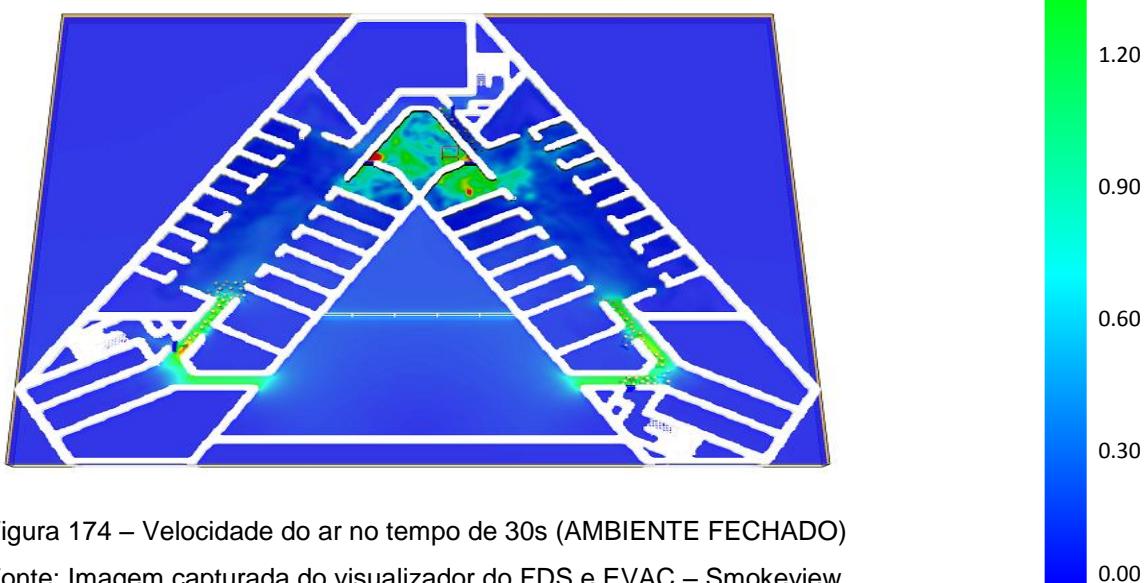 1.20
0.90
0.60
0.30
0.00
igura 174 – Velocidade do ar no tempo de 30s (AMBIENTE FECHADO)
onte: Imagem capturada do visualizador do FDS e EVAC – Smokeview